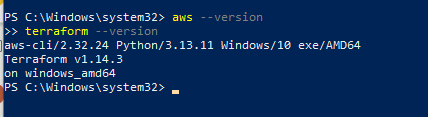 PS C:\Windows\system32> aws --version
>> terraform --version
aws-cli/2.32.24 Python/3.13.11 Windows/10 exe/AMD64
Terraform v1.14.3
on windows_amd64
PS C:\Windows\system32>